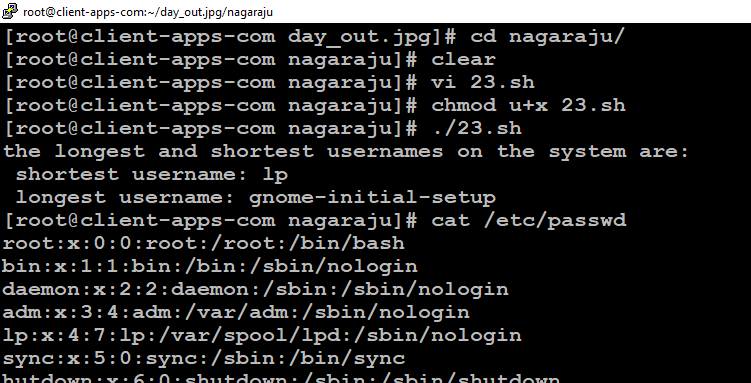 root@client-apps-com:~/day_out.jpg/nagaraju
[root@client-apps-com day_out.jpg]# cd nagaraju/
[root@client-apps-com nagaraju]# clear
[root@client-apps-com nagaraju]# vi 23.sh
[root@client-apps-com nagaraju]# chmod u+x 23.sh
[root@client-apps-com nagaraju]# ./23.sh
the longest and shortest usernames on the system are:
 shortest username: lp
 longest username: gnome-initial-setup
[root@client-apps-com nagaraju]# cat /etc/passwd
root:x:0:0:root:/root:/bin/bash
bin:x:1:1:bin:/bin:/sbin/nologin
daemon:x:2:2:daemon:/sbin:/sbin/nologin
adm:x:3:4:adm:/var/adm:/sbin/nologin
lp:x:4:7:lp:/var/spool/lpd:/sbin/nologin
sync:x:5:0:sync:/sbin:/bin/sync
hutdown:x:6:0:shutdown:/sbin:/sbin/shutdown